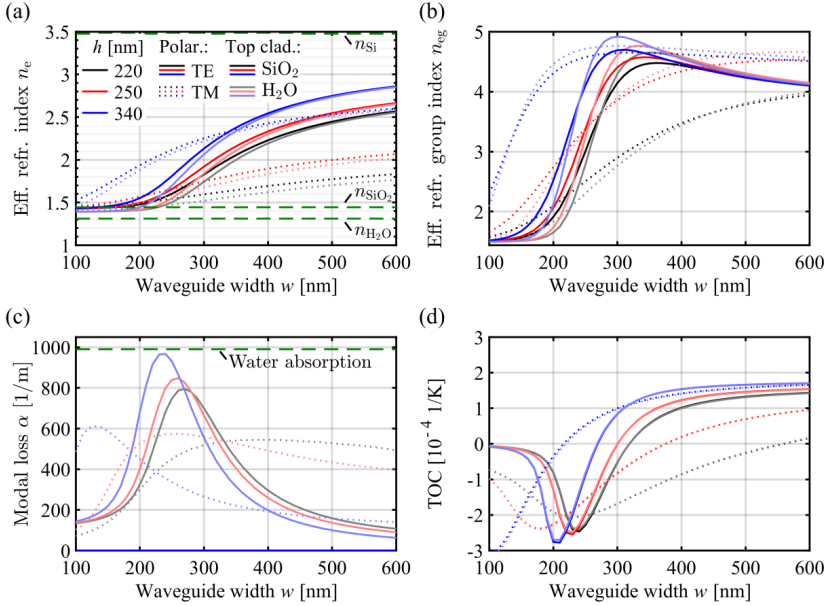 (a)
Eff. refr. index nₑ
3.5
3
2.5
2
1.5
1
h [nm] Polar.: Top clad.:
220 TE SiO₂
250 TM H₂O
340
n_Si
n_SiO₂
n_H₂O
100 200 300 400 500 600
Waveguide width w [nm]
(b)
Eff. refr. group index n_eg
5
4
3
2
100 200 300 400 500 600
Waveguide width w [nm]
(c)
Modal loss α [1/m]
1000
800
600
400
200
0
Water absorption
100 200 300 400 500 600
Waveguide width w [nm]
(d)
TOC [10⁻⁴ 1/K]
3
2
1
0
-1
-2
-3
100 200 300 400 500 600
Waveguide width w [nm]